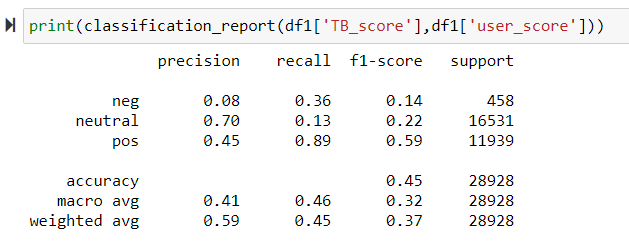 print(classification_report(df1['TB_score'],df1['user_score']))
precision recall f1-score support
neg 0.08 0.36 0.14 458
neutral 0.70 0.13 0.22 16531
pos 0.45 0.89 0.59 11939
accuracy 0.45 28928
macro avg 0.41 0.46 0.32 28928
weighted avg 0.59 0.45 0.37 28928